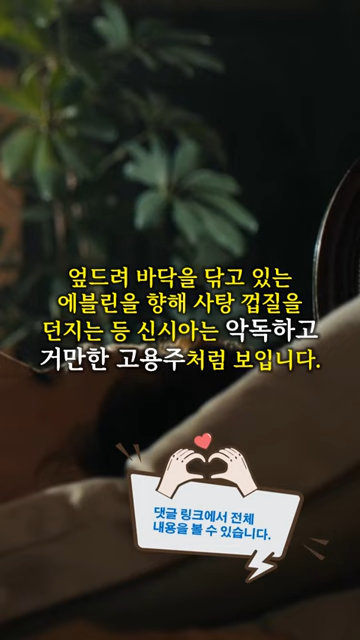 엎드려 바닥을 닦고 있는
에블린을 향해 사탕 껍질을
던지는 등 신시아는 악독하고
거만한 고용주처럼 보입니다.
댓글 링크에서 전체
내용을 볼 수 있습니다.